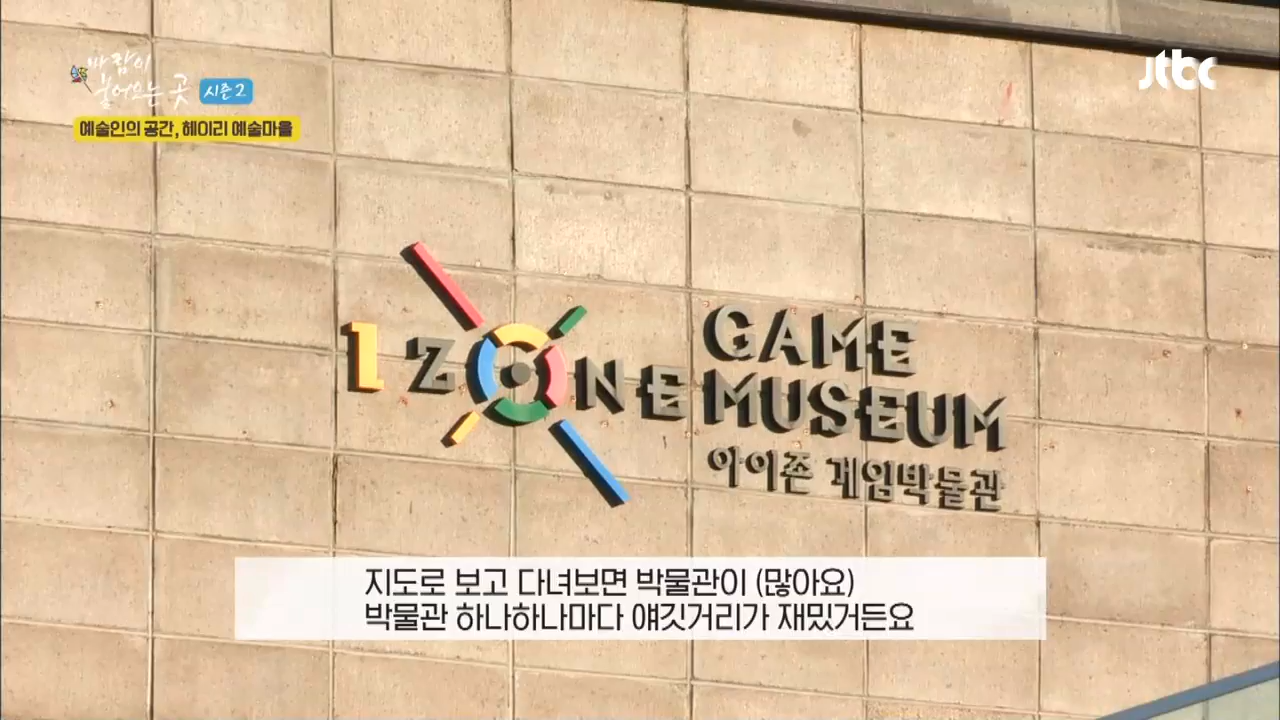 바람이
불어오는 곳 시즌2
jtbc
예술인의 공간, 헤이리 예술마을
1 ZONE
GAME
MUSEUM
아이존 게임박물관
지도로 보고 다녀보면 박물관이 (많아요)
박물관 하나하나마다 얘깃거리가 재밌거든요